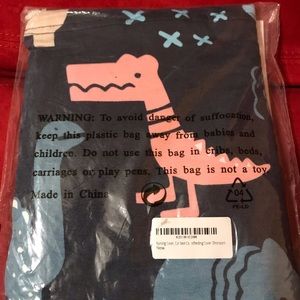 WARNING: To avoid danger of suffocation,
keep this plastic bag away from babies and
children. Do not use this bag in cribs, beds,
carriages or play pens. This bag is not a toy
Made in China
04
PE-LD